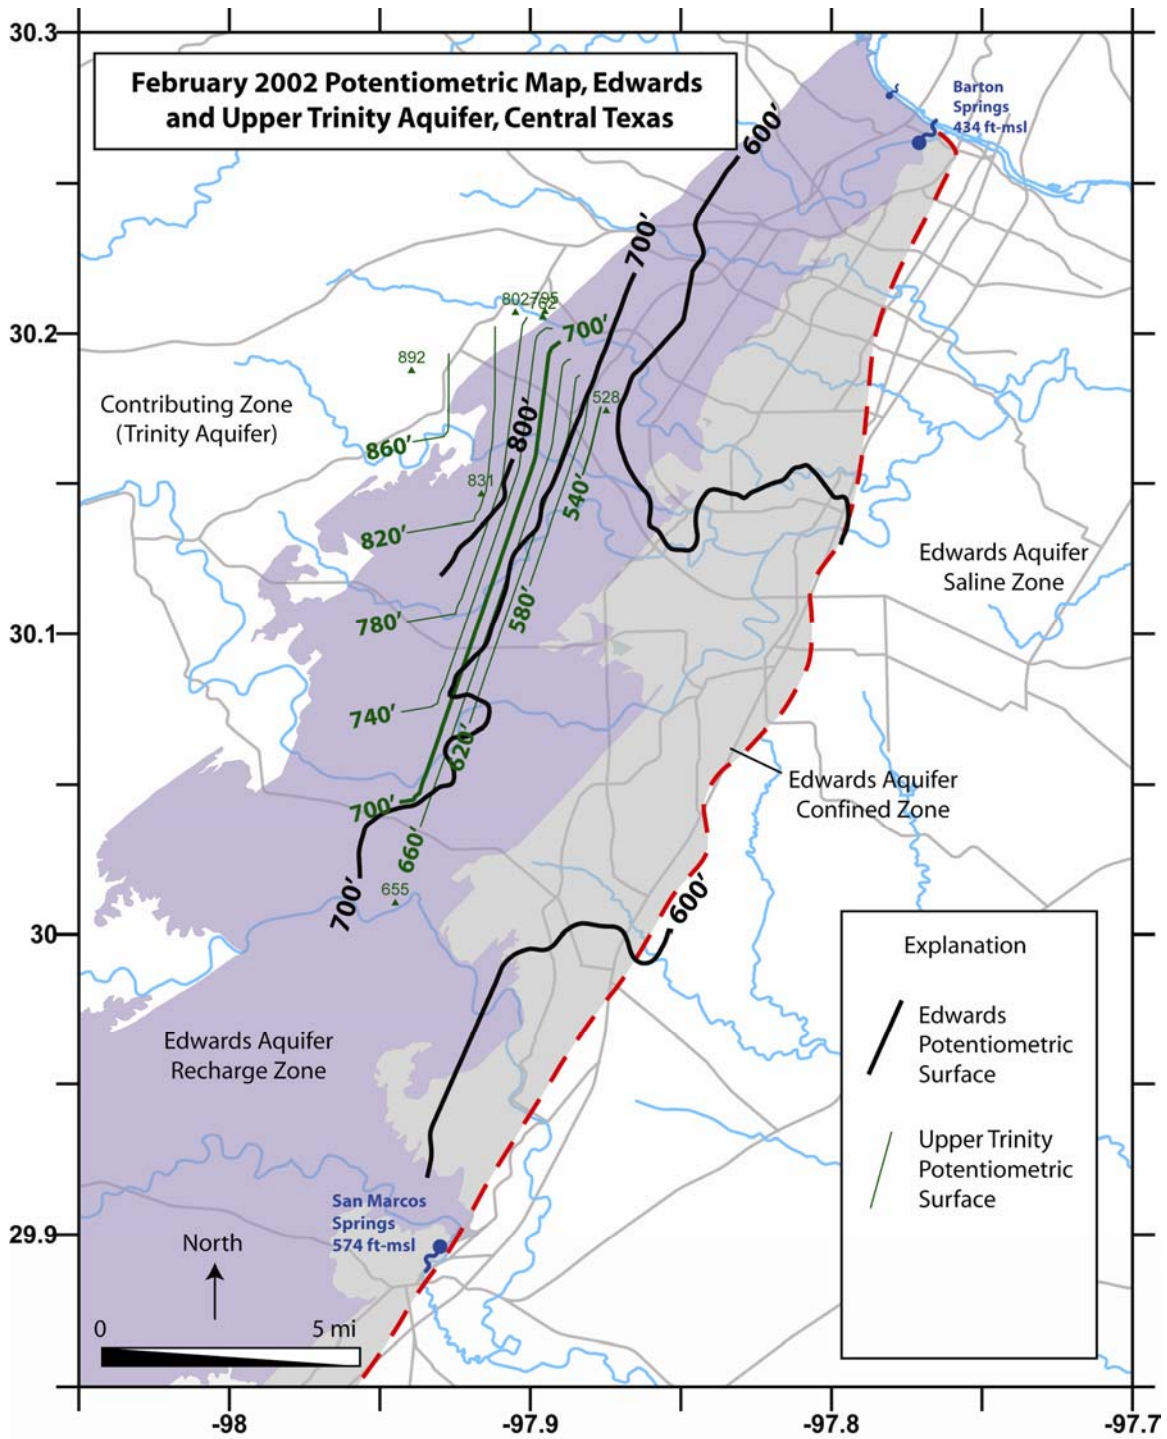 30.3
February 2002 Potentiometric Map, Edwards
and Upper Trinity Aquifer, Central Texas
Barton
Springs
434 ft-msl
600′
700′
802
795
762
30.2
700′
892
528
Contributing Zone
(Trinity Aquifer)
800′
860′
831
540′
820′
Edwards Aquifer
Saline Zone
580′
780′
30.1
740′
620′
Edwards Aquifer
Confined Zone
700′
660′
655
700′
600′
30
Explanation
Edwards
Potentiometric
Surface
Edwards Aquifer
Recharge Zone
Upper Trinity
Potentiometric
Surface
San Marcos
Springs
574 ft-msl
29.9
North
0
5 mi
-98
-97.9
-97.8
-97.7